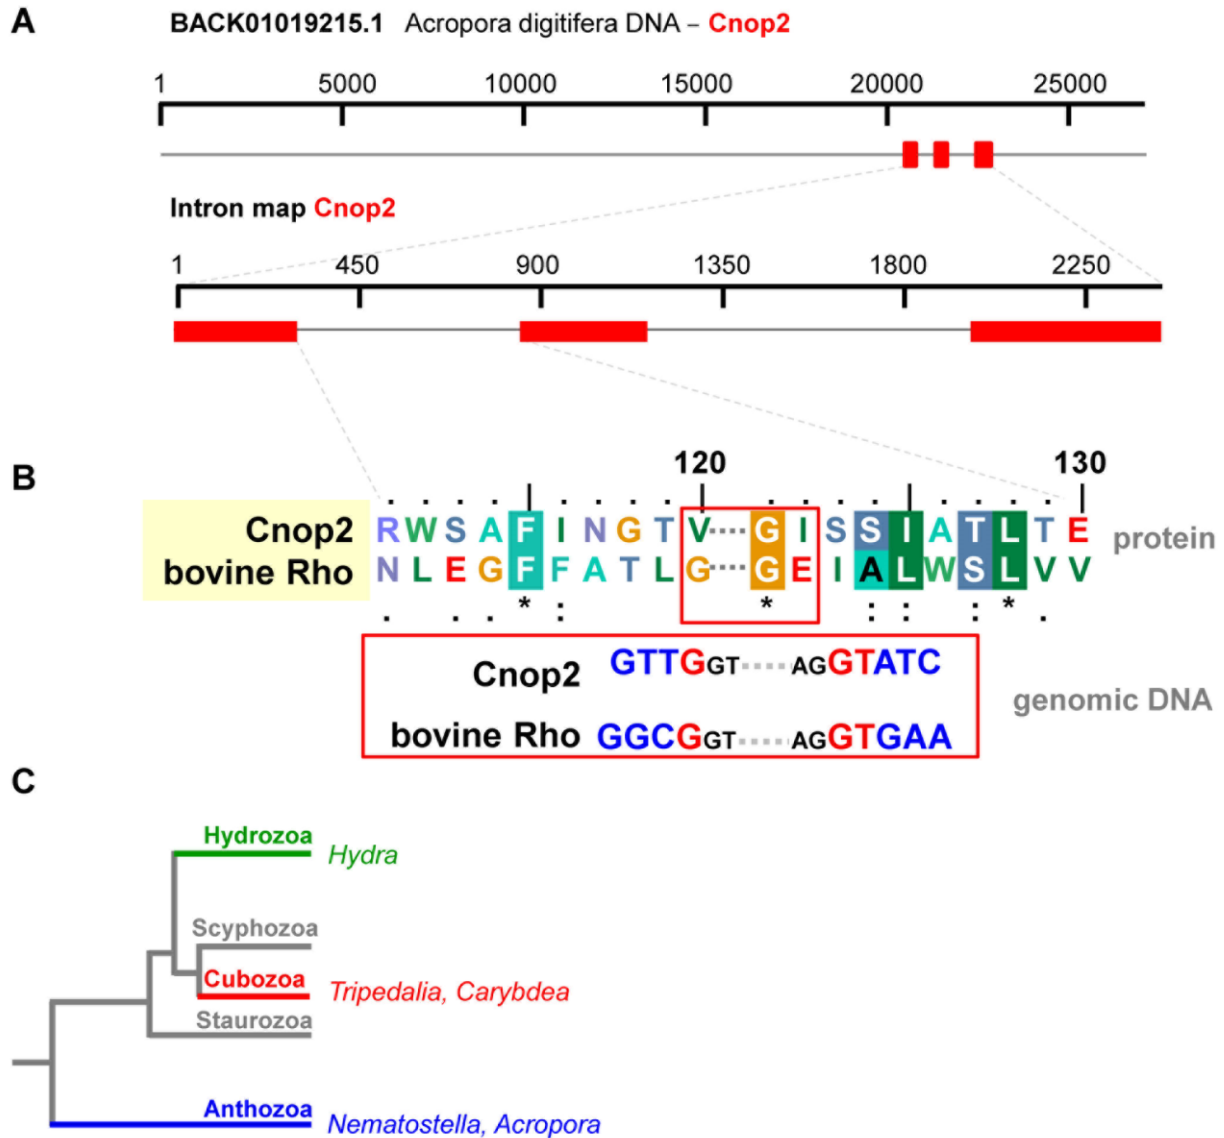 A
BACK01019215.1 Acropora digitifera DNA – Cnop2
1 5000 10000 15000 20000 25000
Intron map Cnop2
1 450 900 1350 1800 2250
B
120 130
Cnop2 RWSAFINGTV----GISSIATLTE protein
bovine Rho NLEGFFATLG----GEIALWSLVV
. . . * : * : : : * .
Cnop2 GTTGGT-----AGGTATC
genomic DNA
bovine Rho GGCGGT-----AGGTGAA
C
Hydrozoa Hydra
Scyphozoa
Cubozoa Tripedalia, Carybdea
Staurozoa
Anthozoa Nematostella, Acropora